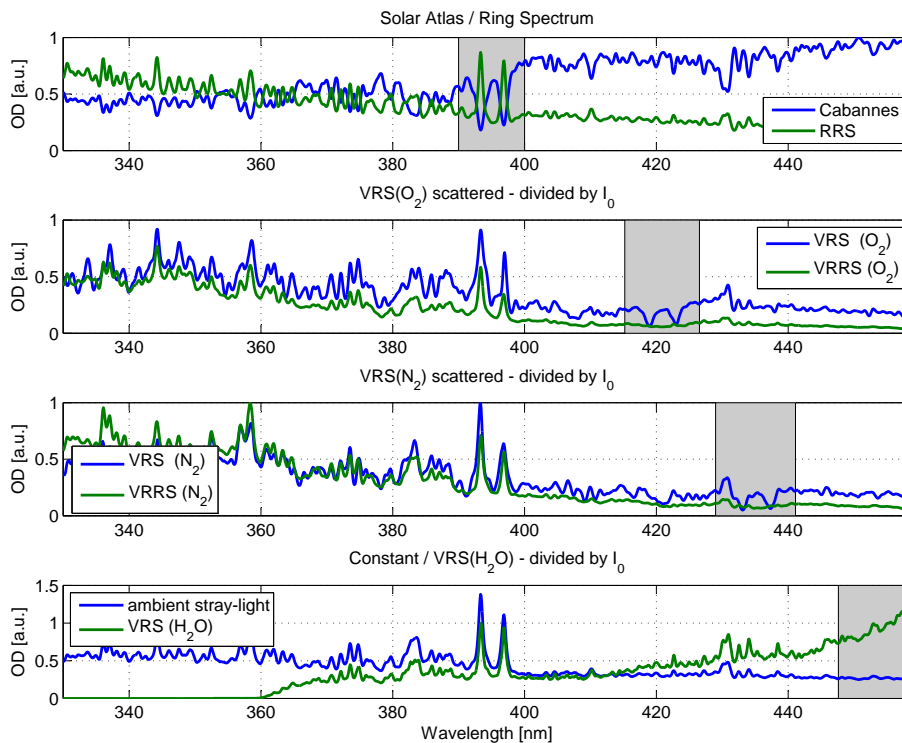 Solar Atlas / Ring Spectrum
1
0.5
0
OD [a.u.]
Cabannes
RRS
340 360 380 400 420 440
VRS(O₂) scattered - divided by I₀
1
0.5
0
OD [a.u.]
VRS (O₂)
VRRS (O₂)
340 360 380 400 420 440
VRS(N₂) scattered - divided by I₀
1
0.5
0
OD [a.u.]
VRS (N₂)
VRRS (N₂)
340 360 380 400 420 440
Constant / VRS(H₂O) - divided by I₀
1.5
1
0.5
0
OD [a.u.]
ambient stray-light
VRS (H₂O)
340 360 380 400 420 440
Wavelength [nm]